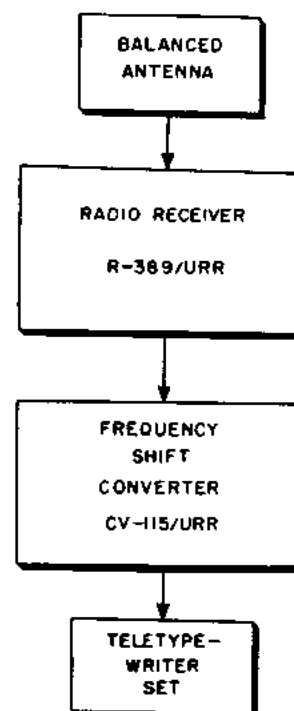 BALANCED
ANTENNA
RADIO RECEIVER
R-389/URR
FREQUENCY
SHIFT
CONVERTER
CV-115/URR
TELETYPE-
WRITER
SET